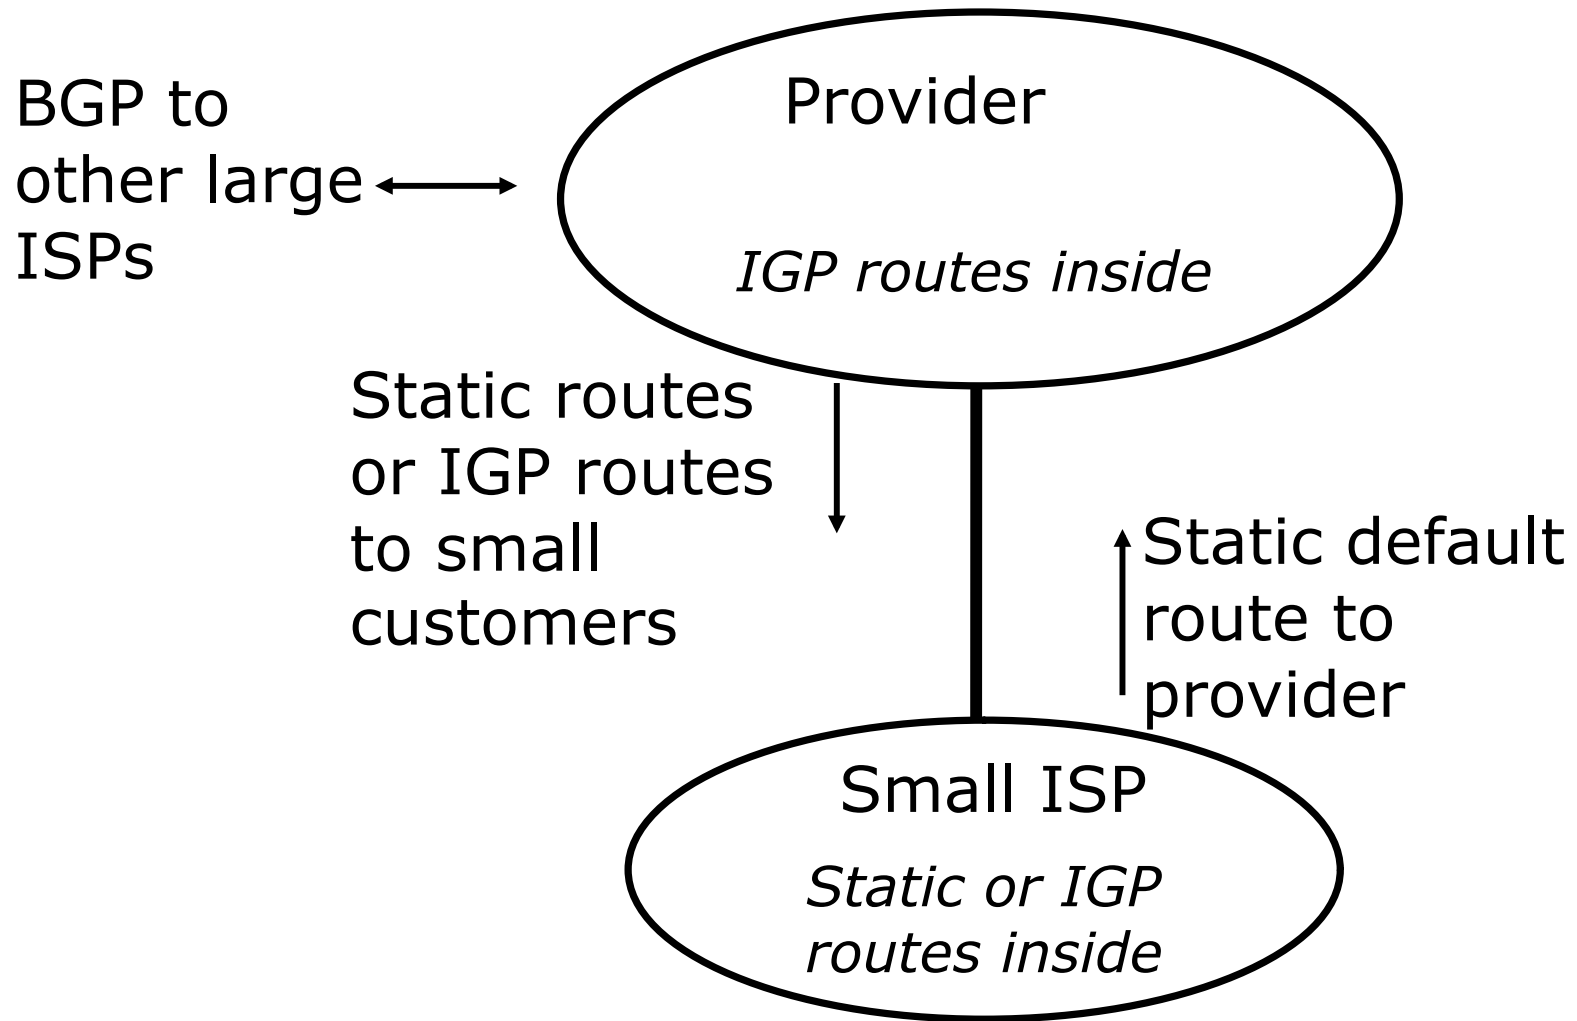 Provider
BGP to
other large
ISPs
IGP routes inside
Static routes
or IGP routes
to small
customers
Static default
route to
provider
Small ISP
Static or IGP
routes inside